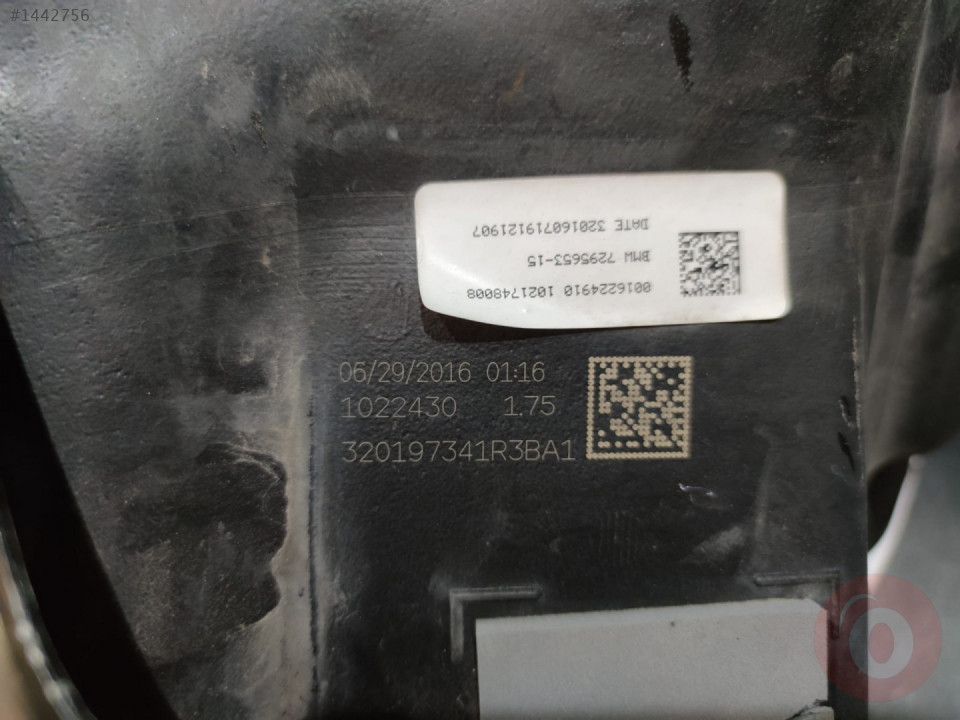 #1442756
0016224910 1021748008
BMW 7295653-15
DATE 320160719121907
06/29/2016 01:16
1022430 1.75
320197341R3BA1